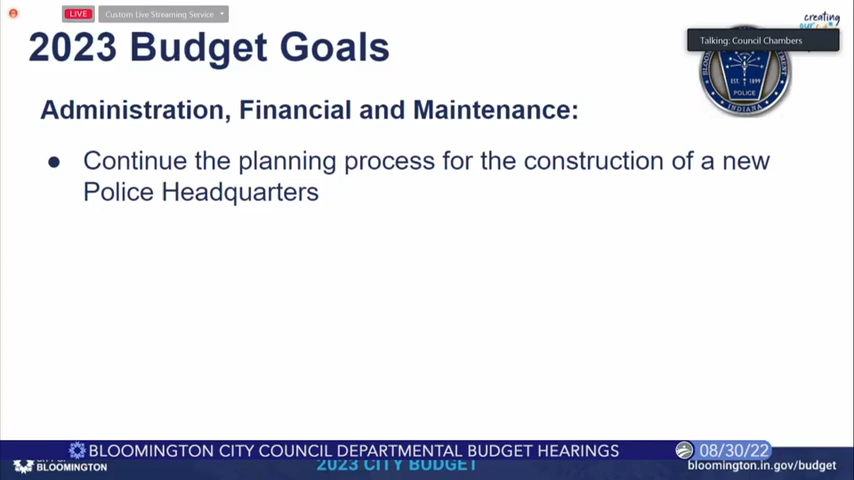 LIVE
Custom Live Streaming Service
creating
Talking: Council Chambers
2023 Budget Goals
EST. 1899
POLICE
INDIANA
Administration, Financial and Maintenance:
● Continue the planning process for the construction of a new
Police Headquarters
BLOOMINGTON CITY COUNCIL DEPARTMENTAL BUDGET HEARINGS
08/30/22
BLOOMINGTON
2023 CITY BUDGET
bloomington.in.gov/budget